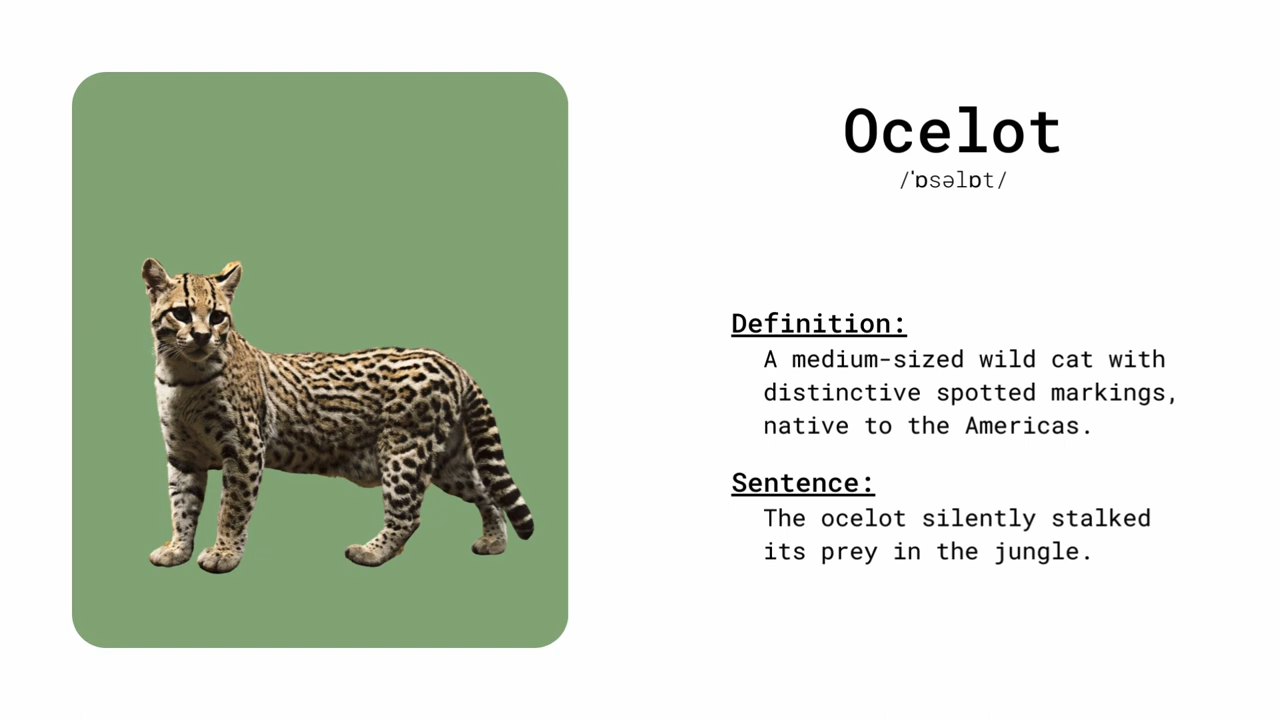 Ocelot
/ˈɒsəlɒt/
Definition:
A medium-sized wild cat with
distinctive spotted markings,
native to the Americas.
Sentence:
The ocelot silently stalked
its prey in the jungle.